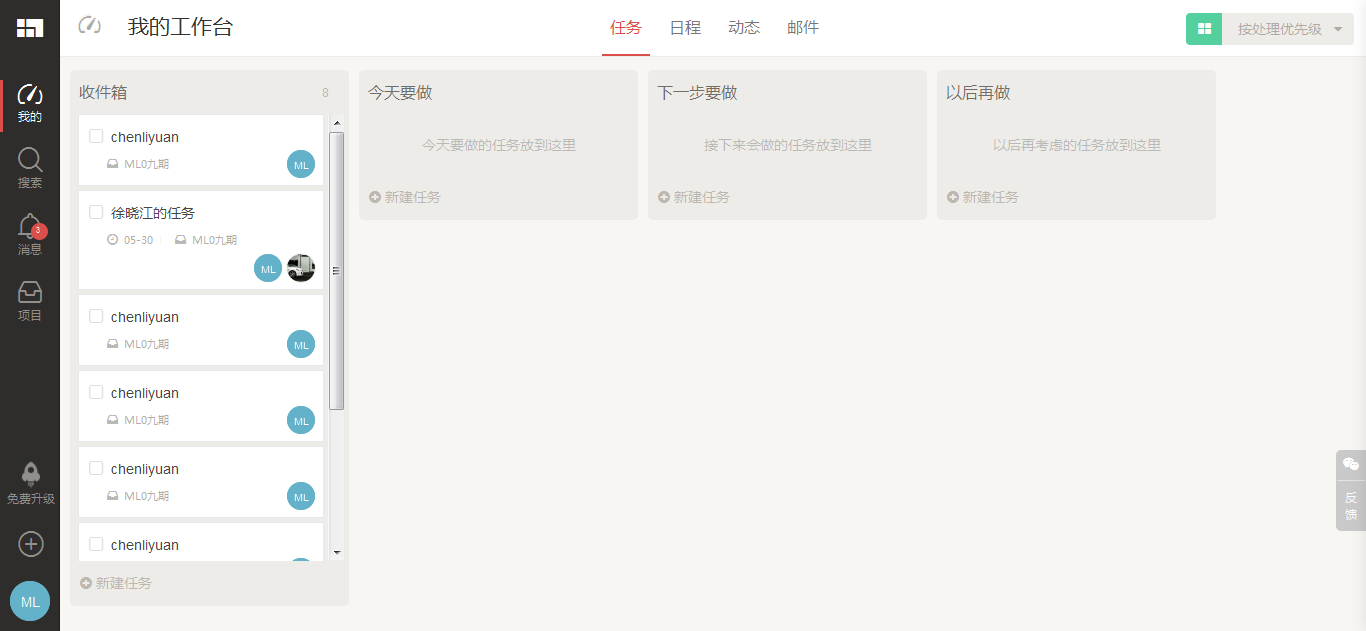 我的工作台
任务
日程
动态
邮件
按处理优先级
我的
搜索
3
消息
项目
免费升级
ML
收件箱
8
chenliyuan
ML0九期
ML
徐晓江的任务
05-30
ML0九期
ML
chenliyuan
ML0九期
ML
chenliyuan
ML0九期
ML
chenliyuan
ML0九期
ML
chenliyuan
新建任务
今天要做
今天要做的任务放到这里
新建任务
下一步要做
接下来会做的任务放到这里
新建任务
以后再做
以后再考虑的任务放到这里
新建任务
反
馈